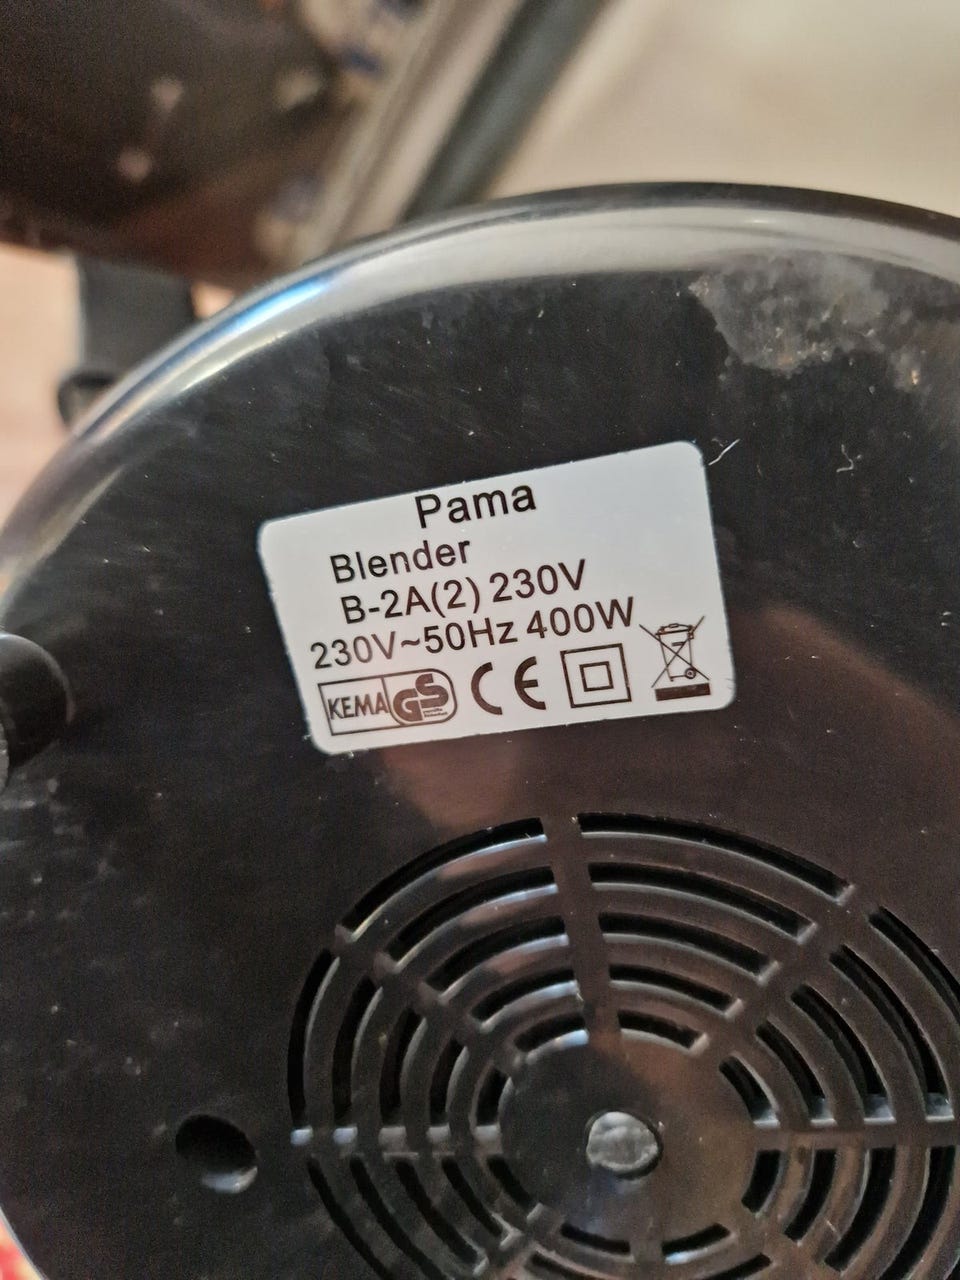 Pama
Blender
B-2A(2) 230V
230V~50Hz 400W
KEMA GS CE